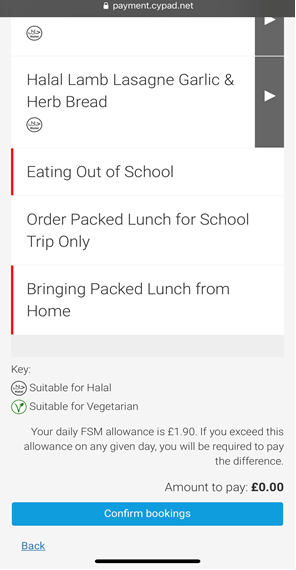 payment.cypad.net
Halal Lamb Lasagne Garlic &
Herb Bread
Eating Out of School
Order Packed Lunch for School
Trip Only
Bringing Packed Lunch from
Home
Key:
Suitable for Halal
Suitable for Vegetarian
Your daily FSM allowance is £1.90. If you exceed this
allowance on any given day, you will be required to pay
the difference.
Amount to pay: £0.00
Confirm bookings
Back